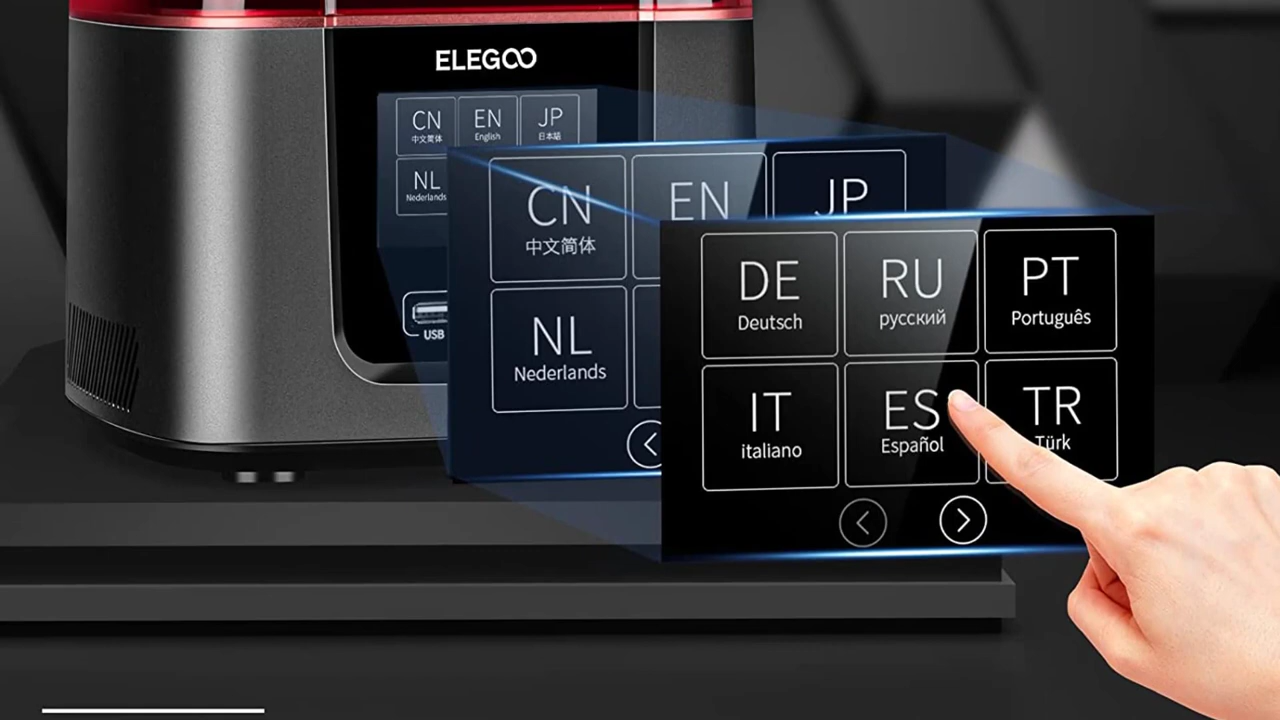 ELEGOO
CN
中文简体
EN
English
JP
日本語
NL
Nederlands
USB
CN
中文简体
EN
JP
NL
Nederlands
DE
Deutsch
RU
русский
PT
Português
IT
italiano
ES
Español
TR
Türk